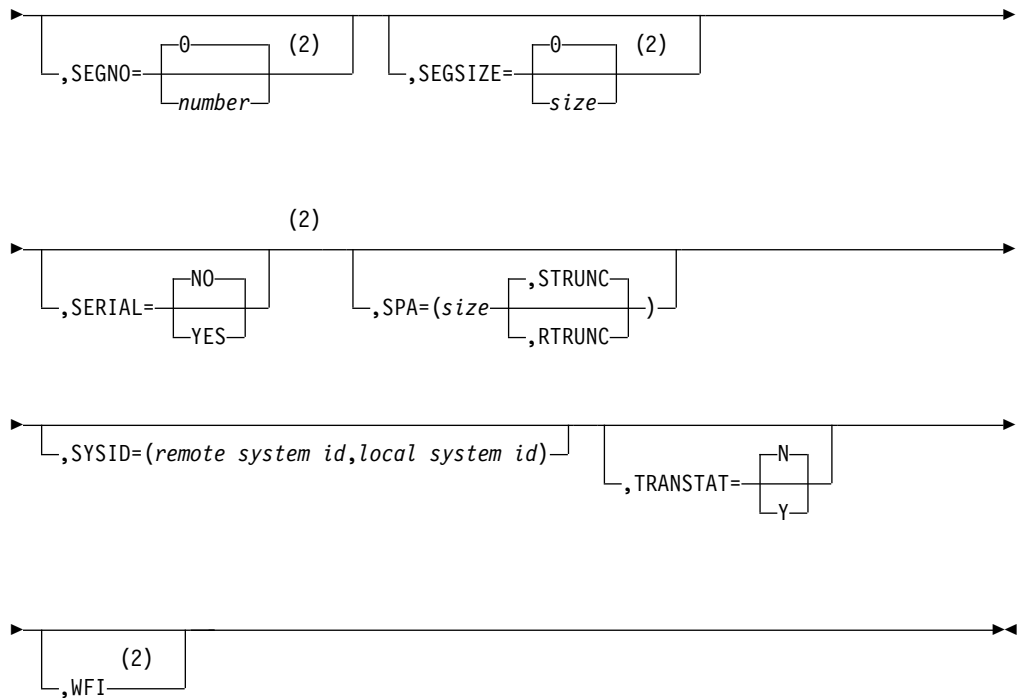 0 (2) 0 (2)
,SEGNO= ,SEGSIZE=
number size
(2)
NO ,STRUNC
,SERIAL= ,SPA=(size )
YES ,RTRUNC
,SYSID=(remote system id,local system id) N
,TRANSTAT=
Y
(2)
,WFI